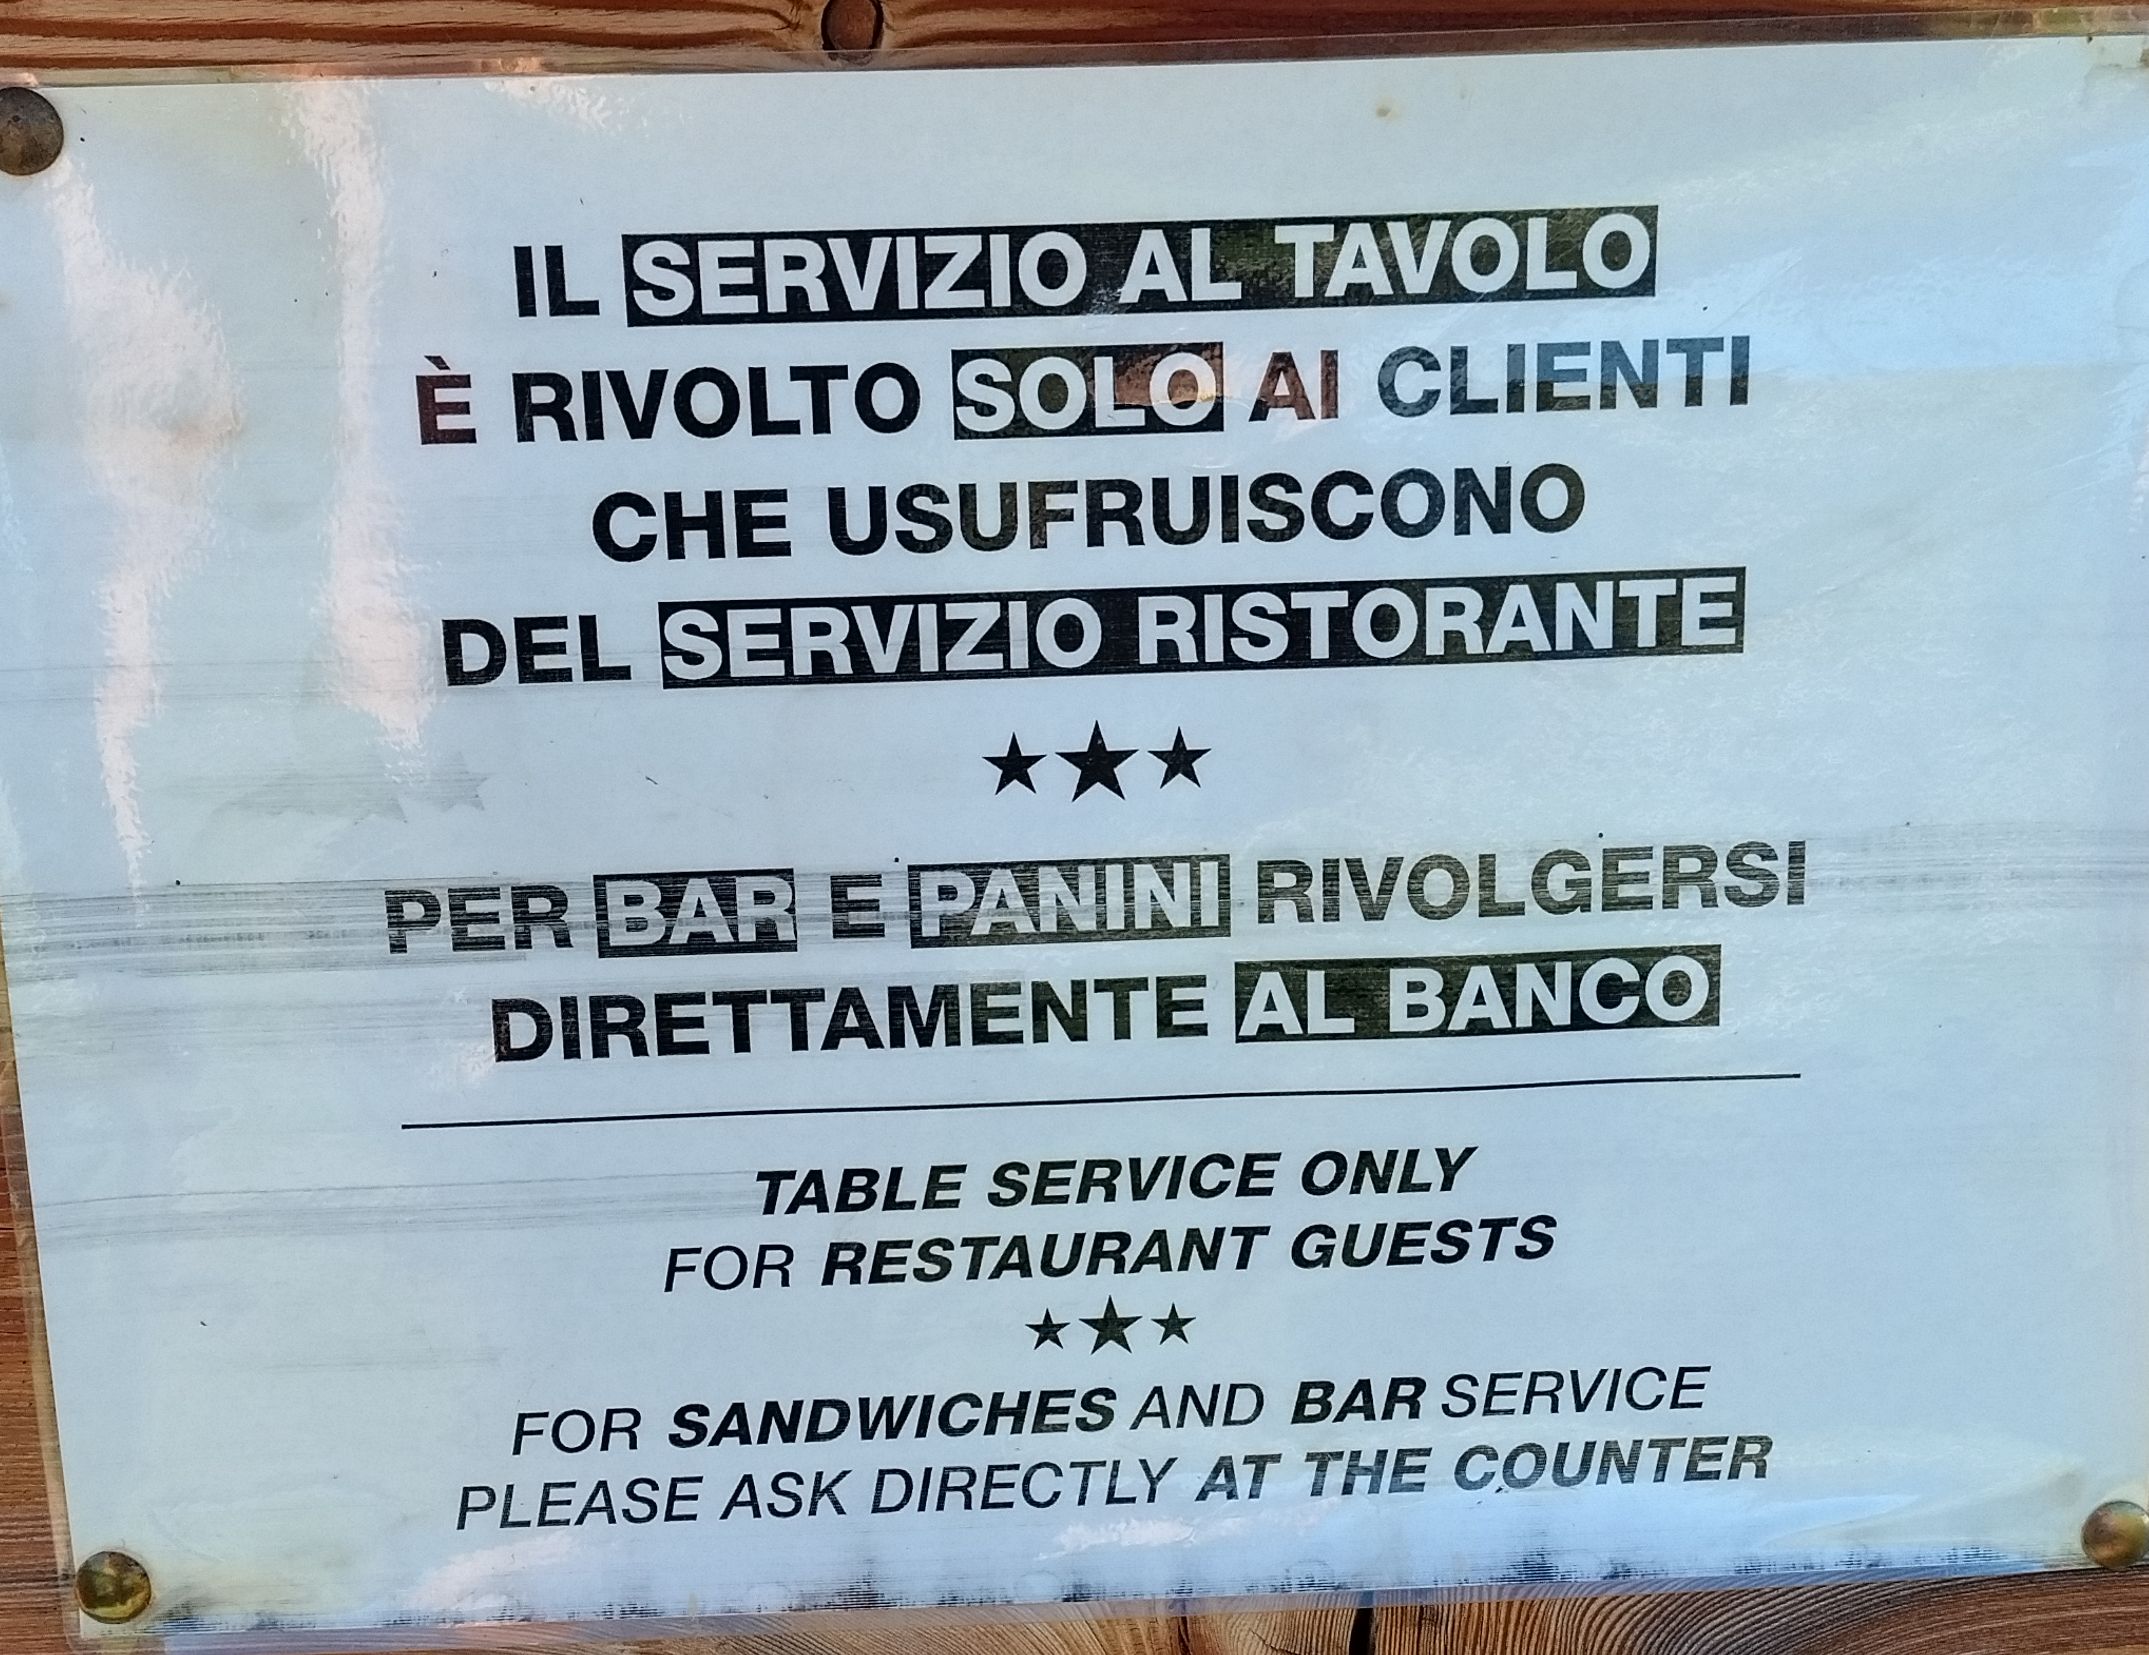 IL SERVIZIO AL TAVOLO
È RIVOLTO SOLO AI CLIENTI
CHE USUFRUISCONO
DEL SERVIZIO RISTORANTE
★★★
PER BAR E PANINI RIVOLGERSI
DIRETTAMENTE AL BANCO
TABLE SERVICE ONLY
FOR RESTAURANT GUESTS
★★★
FOR SANDWICHES AND BAR SERVICE
PLEASE ASK DIRECTLY AT THE COUNTER